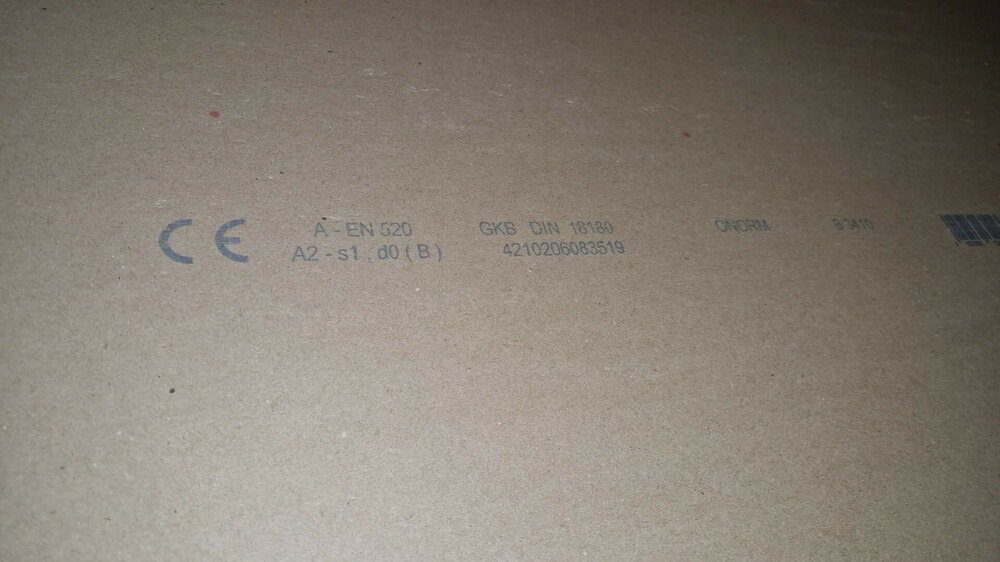 CE A - EN 520 GKB DIN 18180 ÖNORM B 3410
A2 - s1 , d0 ( B ) 4210206083519